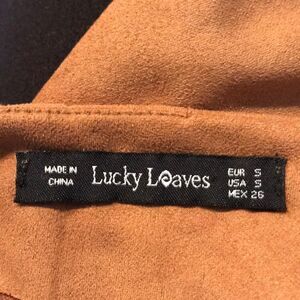 MADE IN
CHINA
Lucky Leaves
EUR S
USA S
MEX 26